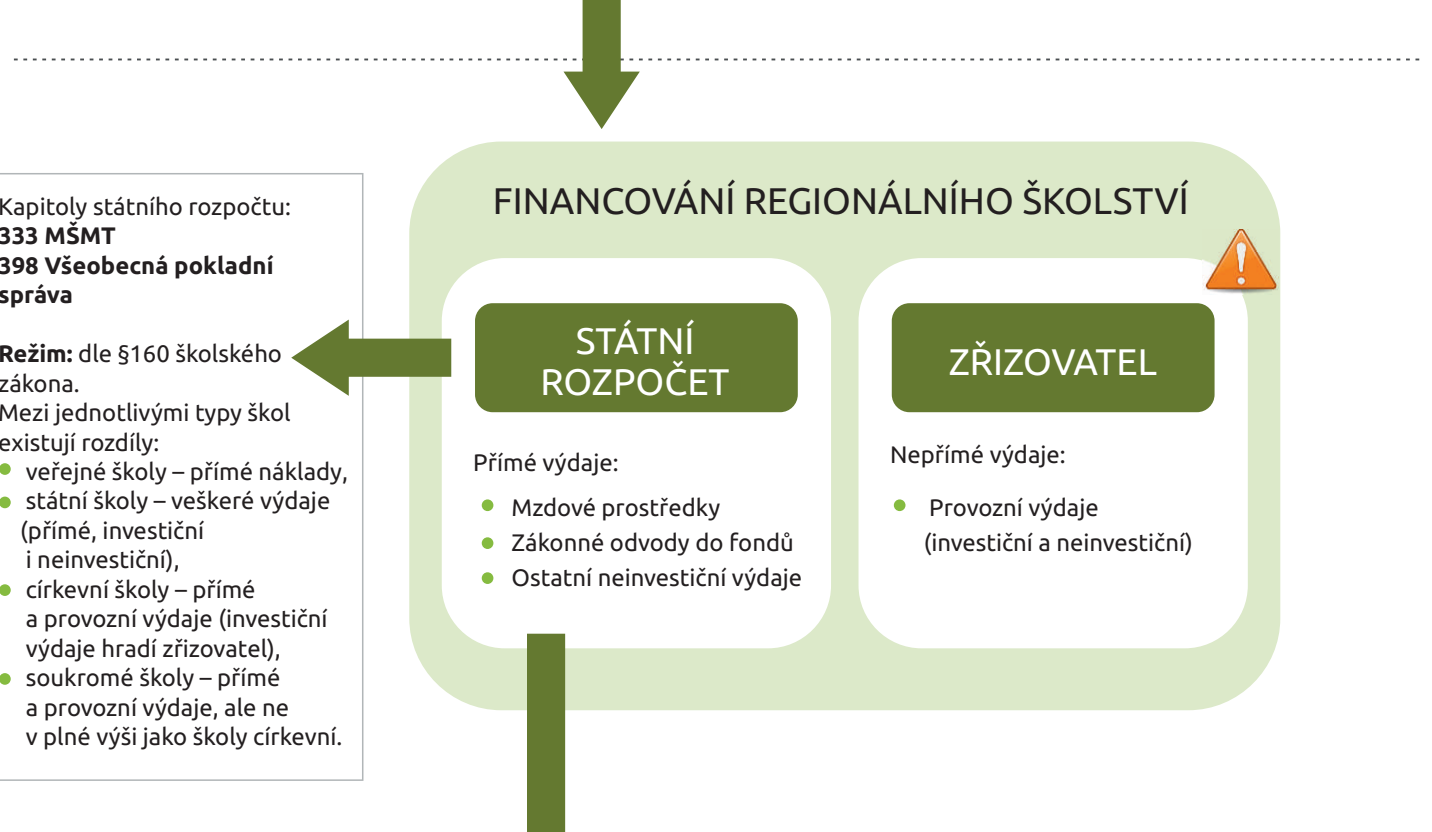 Kapitoly státního rozpočtu:
333 MŠMT
398 Všeobecná pokladní
správa
Režim: dle §160 školského
zákona.
Mezi jednotlivými typy škol
existují rozdíly:
veřejné školy – přímé náklady,
státní školy – veškeré výdaje
(přímé, investiční
i neinvestiční),
církevní školy – přímé
a provozní výdaje (investiční
výdaje hradí zřizovatel),
soukromé školy – přímé
a provozní výdaje, ale ne
v plné výši jako školy církevní.
FINANCOVÁNÍ REGIONÁLNÍHO ŠKOLSTVÍ
STÁTNÍ
ROZPOČET
Přímé výdaje:
Mzdové prostředky
Zákonné odvody do fondů
Ostatní neinvestiční výdaje
ZŘIZOVATEL
Nepřímé výdaje:
Provozní výdaje
(investiční a neinvestiční)